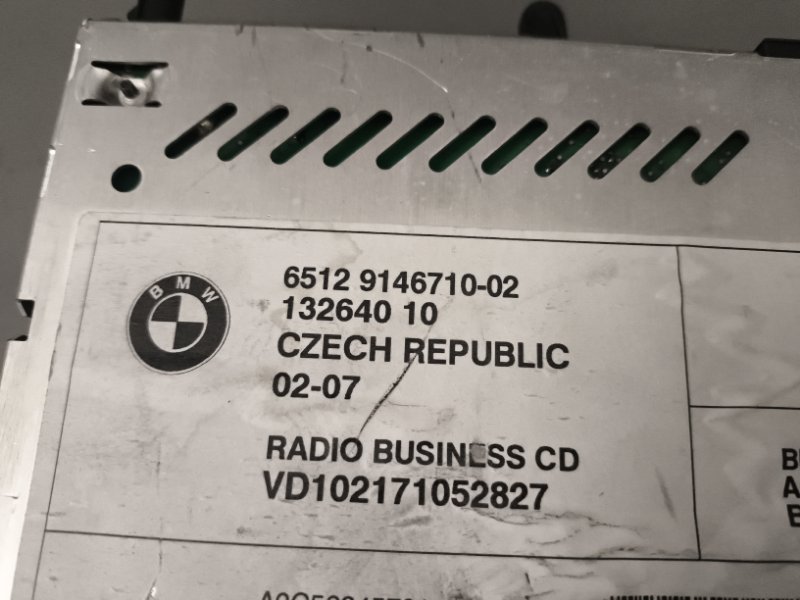 BMW
6512 9146710-02
132640 10
CZECH REPUBLIC
02-07
RADIO BUSINESS CD
VD102171052827